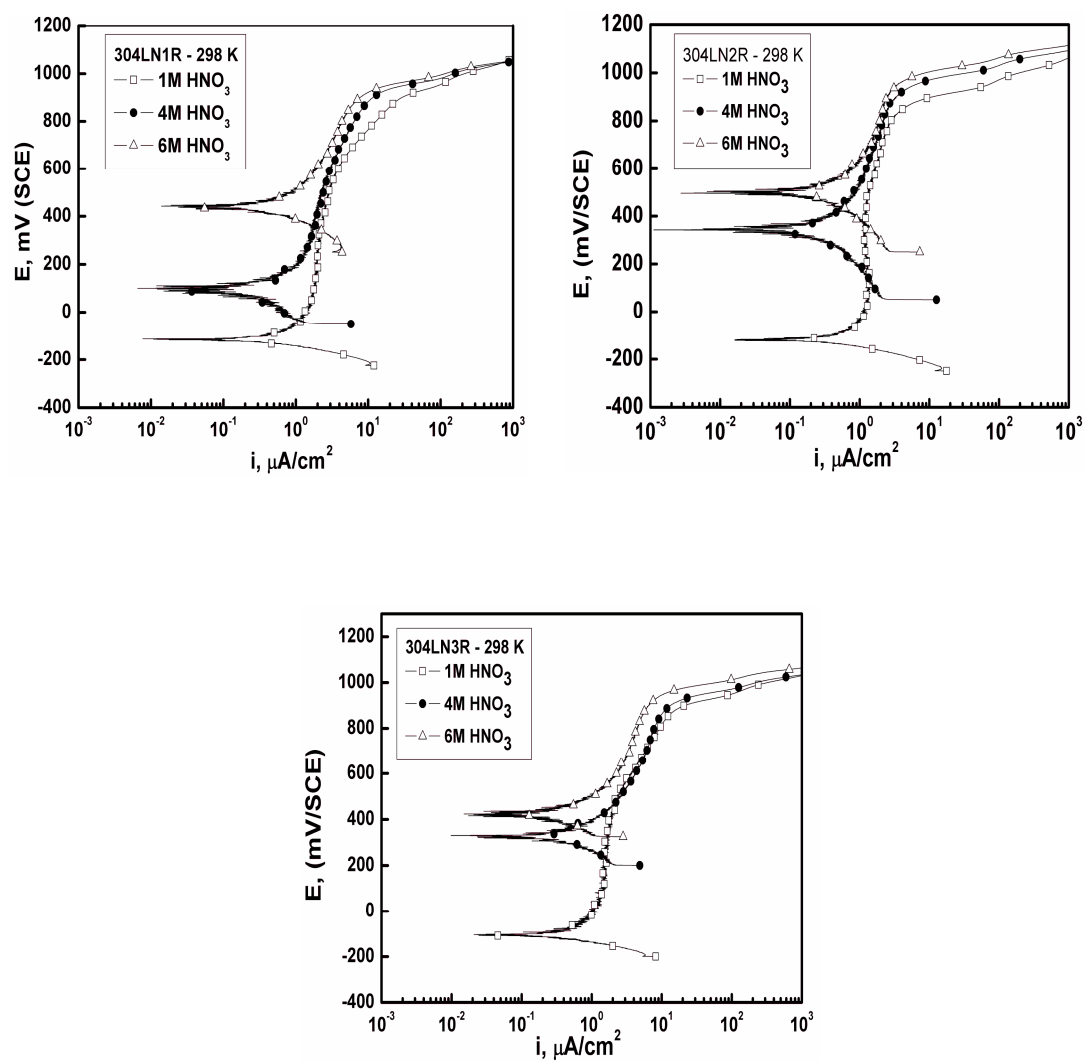 304LN1R - 298 K
1M HNO3
4M HNO3
6M HNO3
E, mV (SCE)
1200
1000
800
600
400
200
0
-200
-400
10-3 10-2 10-1 100 101 102 103
i, μA/cm2
304LN2R - 298 K
1M HNO3
4M HNO3
6M HNO3
E, (mV/SCE)
1200
1000
800
600
400
200
0
-200
-400
10-3 10-2 10-1 100 101 102 103
i, μA/cm2
304LN3R - 298 K
1M HNO3
4M HNO3
6M HNO3
E, (mV/SCE)
1200
1000
800
600
400
200
0
-200
-400
10-3 10-2 10-1 100 101 102 103
i, μA/cm2